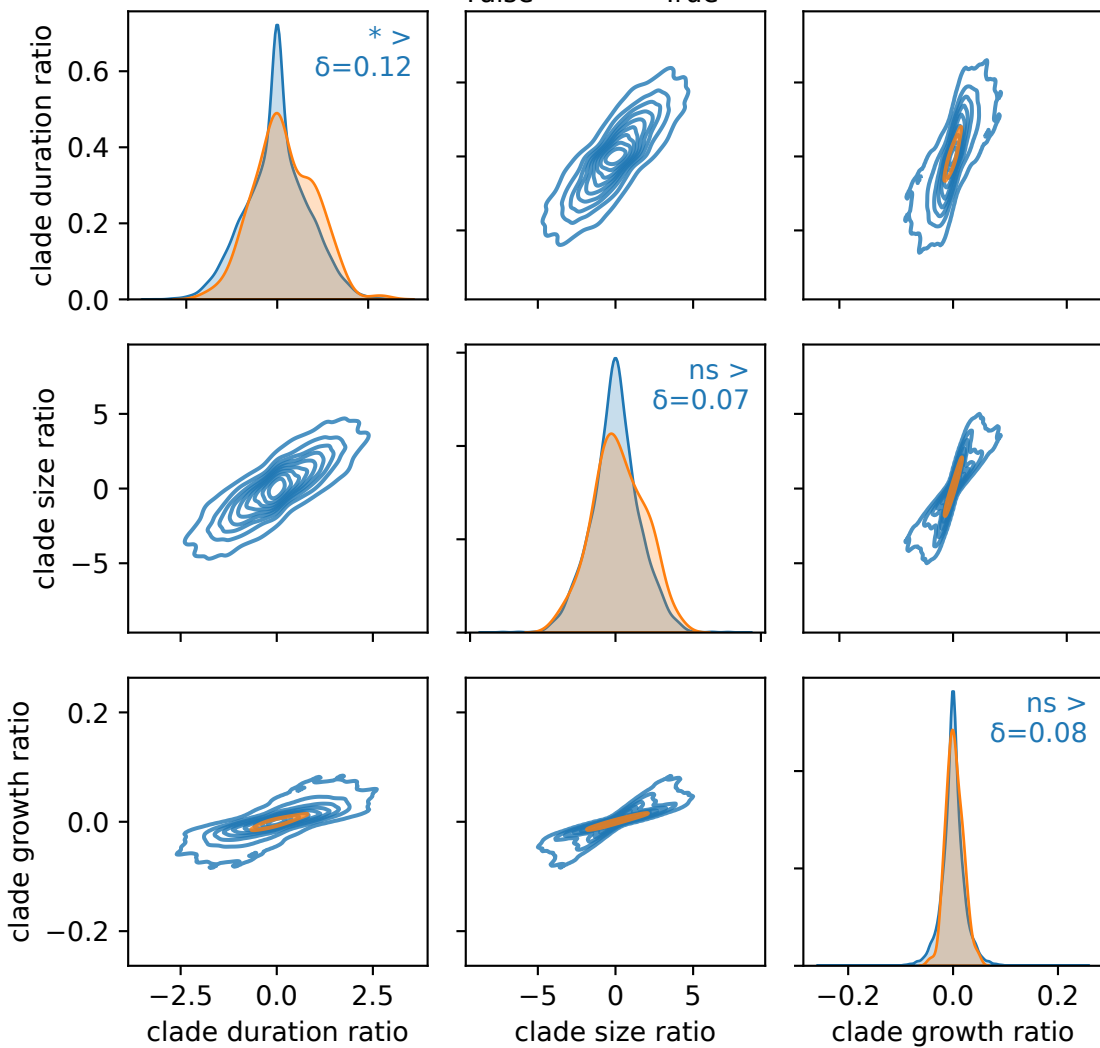 clade duration ratio
0.6
0.4
0.2
0.0
* >
δ=0.12
clade size ratio
5
0
−5
ns >
δ=0.07
clade growth ratio
0.2
0.0
−0.2
ns >
δ=0.08
−2.5 0.0 2.5
−5 0 5
−0.2 0.0 0.2
clade duration ratio
clade size ratio
clade growth ratio